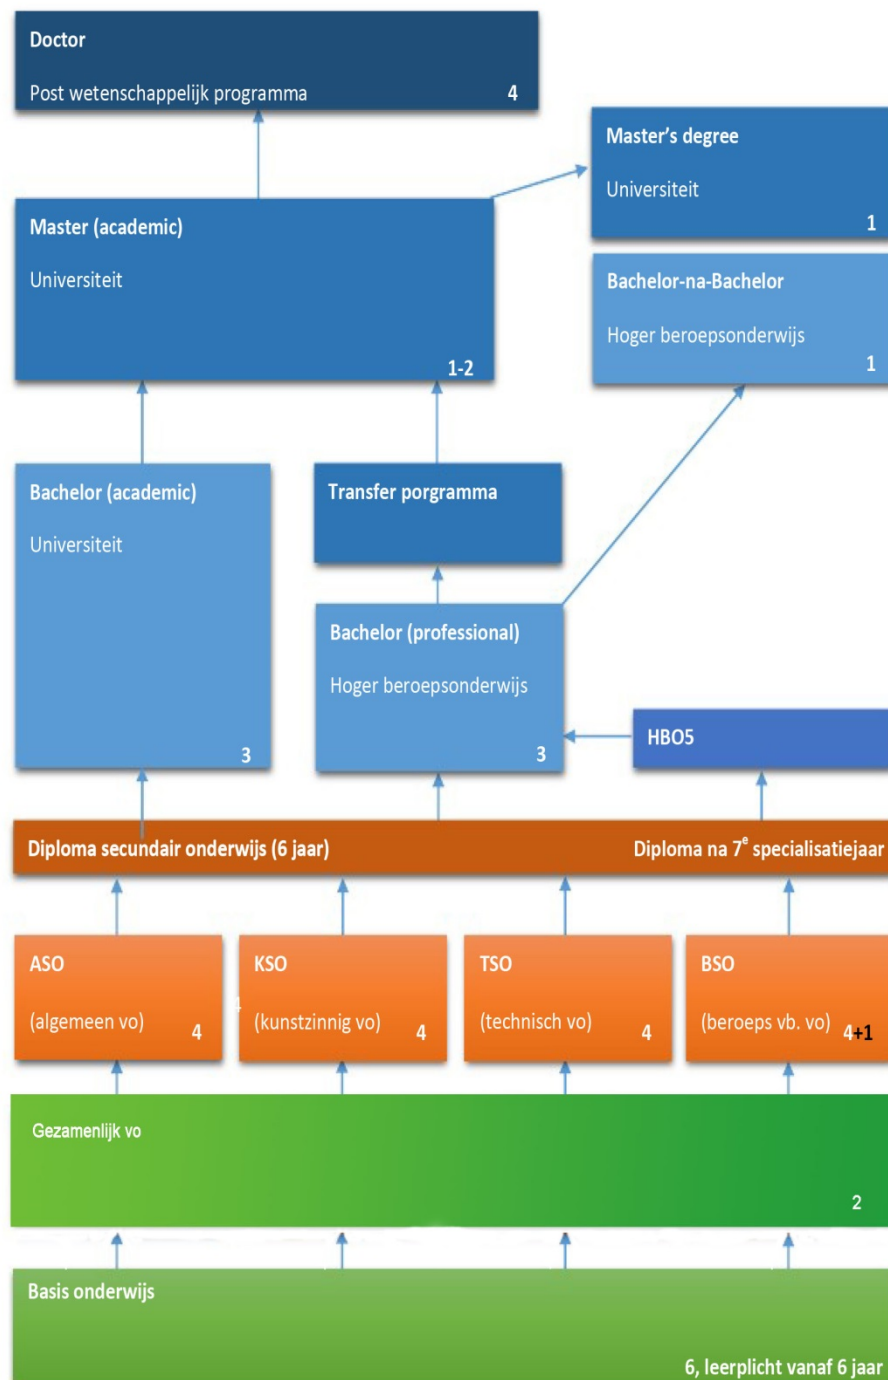 Doctor
Post wetenschappelijk programma 4
Master's degree
Universiteit
1
Master (academic)
Universiteit
1-2
Bachelor-na-Bachelor
Hoger beroepsonderwijs
1
Bachelor (academic)
Universiteit
3
Transfer porgramma
Bachelor (professional)
Hoger beroepsonderwijs
3
HBO5
Diploma secundair onderwijs (6 jaar) Diploma na 7e specialisatiejaar
ASO
(algemeen vo) 4
4
KSO
(kunstzinnig vo) 4
TSO
(technisch vo) 4
BSO
(beroeps vb. vo) 4+1
Gezamenlijk vo
2
Basis onderwijs
6, leerplicht vanaf 6 jaar